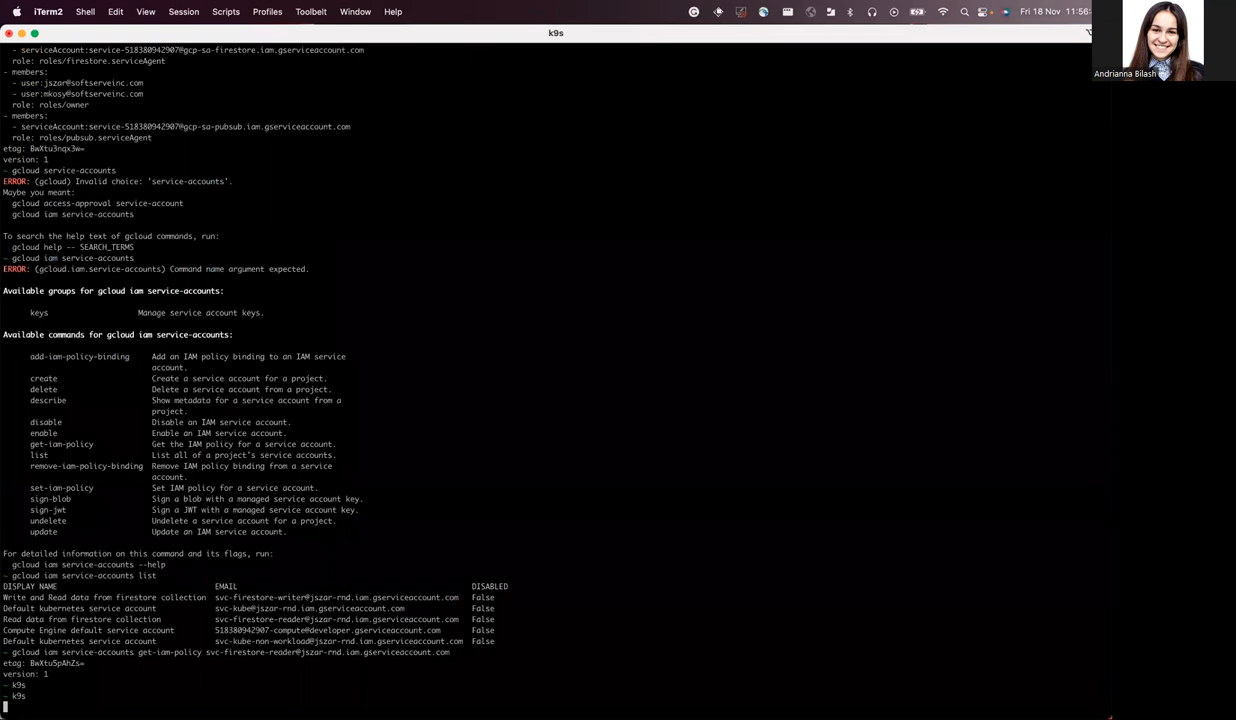 iTerm2 Shell Edit View Session Scripts Profiles Toolbelt Window Help Fri 18 Nov 11:56:
k9s
Andrianna Bilash
- serviceAccount:service-518380942907@gcp-sa-firestore.iam.gserviceaccount.com
role: roles/firestore.serviceAgent
- members:
- user:jszar@softserveinc.com
- user:mkosy@softserveinc.com
role: roles/owner
- members:
- serviceAccount:service-518380942907@gcp-sa-pubsub.iam.gserviceaccount.com
role: roles/pubsub.serviceAgent
etag: BwXtu3nqx3w=
version: 1
~ gcloud service-accounts
ERROR: (gcloud) Invalid choice: 'service-accounts'.
Maybe you meant:
gcloud access-approval service-account
gcloud iam service-accounts
To search the help text of gcloud commands, run:
gcloud help -- SEARCH_TERMS
~ gcloud iam service-accounts
ERROR: (gcloud.iam.service-accounts) Command name argument expected.
Available groups for gcloud iam service-accounts:
keys Manage service account keys.
Available commands for gcloud iam service-accounts:
add-iam-policy-binding Add an IAM policy binding to an IAM service
account.
create Create a service account for a project.
delete Delete a service account from a project.
describe Show metadata for a service account from a
project.
disable Disable an IAM service account.
enable Enable an IAM service account.
get-iam-policy Get the IAM policy for a service account.
list List all of a project's service accounts.
remove-iam-policy-binding Remove IAM policy binding from a service
account.
set-iam-policy Set IAM policy for a service account.
sign-blob Sign a blob with a managed service account key.
sign-jwt Sign a JWT with a managed service account key.
undelete Undelete a service account for a project.
update Update an IAM service account.
For detailed information on this command and its flags, run:
gcloud iam service-accounts --help
~ gcloud iam service-accounts list
DISPLAY NAME EMAIL DISABLED
Write and Read data from firestore collection svc-firestore-writer@jszar-rnd.iam.gserviceaccount.com False
Default kubernetes service account svc-kube@jszar-rnd.iam.gserviceaccount.com False
Read data from firestore collection svc-firestore-reader@jszar-rnd.iam.gserviceaccount.com False
Compute Engine default service account 518380942907-compute@developer.gserviceaccount.com False
Default kubernetes service account svc-kube-non-workload@jszar-rnd.iam.gserviceaccount.com False
~ gcloud iam service-accounts get-iam-policy svc-firestore-reader@jszar-rnd.iam.gserviceaccount.com
etag: BwXtu5pAhZs=
version: 1
~ k9s
~ k9s